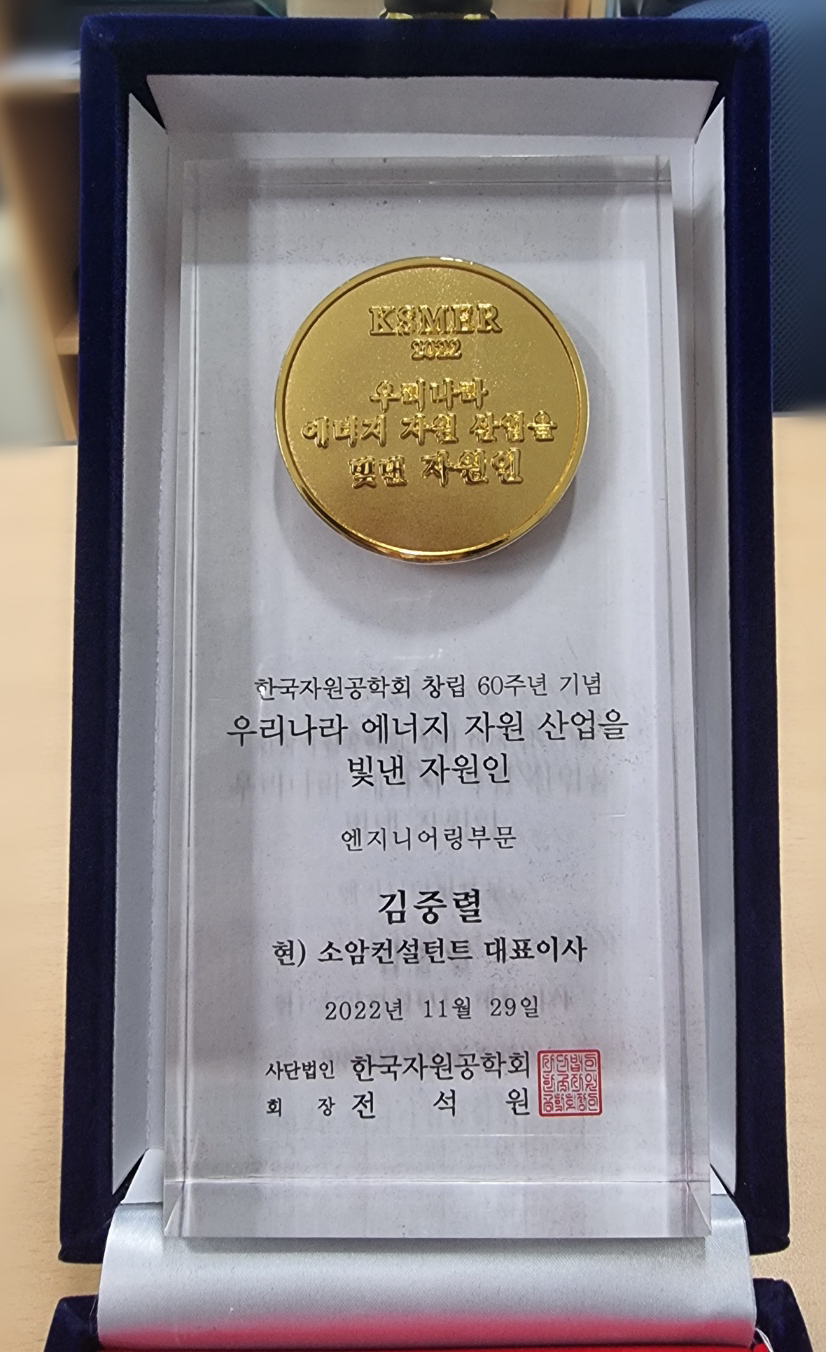 KSMER
2022
우리나라
에너지 자원 산업을
빛낸 자원인
한국자원공학회 창립 60주년 기념
우리나라 에너지 자원 산업을
빛낸 자원인
엔지니어링부문
김중렬
현) 소암컨설턴트 대표이사
2022년 11월 29일
사단법인 한국자원공학회
회 장 전 석 원